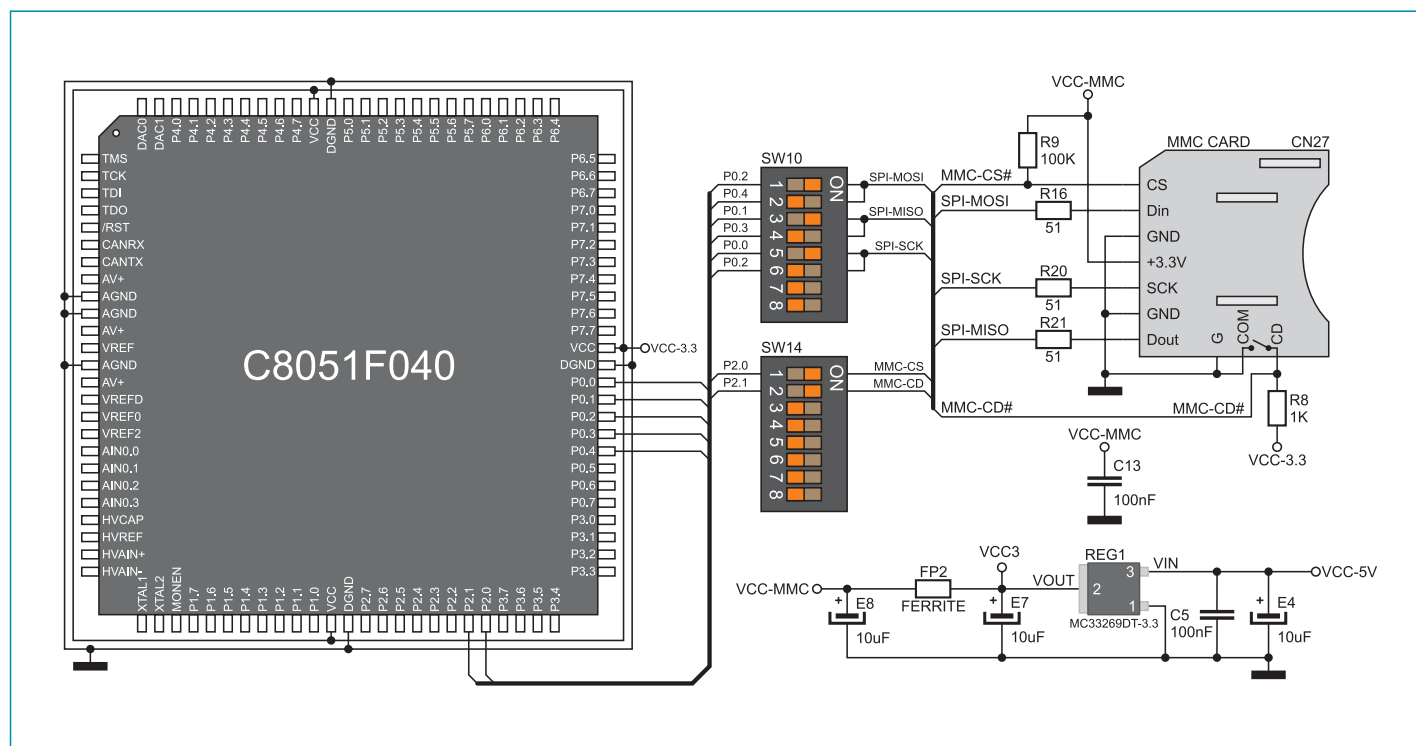 DAC0
DAC1
P4.0
P4.1
P4.2
P4.3
P4.4
P4.5
P4.6
P4.7
VCC
DGND
P5.0
P5.1
P5.2
P5.3
P5.4
P5.5
P5.6
P5.7
P6.0
P6.1
P6.2
P6.3
P6.4
TMS
TCK
TDI
TDO
/RST
CANRX
CANTX
AV+
AGND
AGND
AV+
VREF
AGND
AV+
VREFD
VREF0
VREF2
AIN0.0
AIN0.1
AIN0.2
AIN0.3
HVCAP
HVREF
HVAIN+
HVAIN-
C8051F040
P6.5
P6.6
P6.7
P7.0
P7.1
P7.2
P7.3
P7.4
P7.5
P7.6
P7.7
VCC
DGND
P0.0
P0.1
P0.2
P0.3
P0.4
P0.5
P0.6
P0.7
P3.0
P3.1
P3.2
P3.3
VCC-3.3
XTAL1
XTAL2
MONEN
P1.7
P1.6
P1.5
P1.4
P1.3
P1.2
P1.1
P1.0
VCC
DGND
P2.7
P2.6
P2.5
P2.4
P2.3
P2.2
P2.1
P2.0
P3.7
P3.6
P3.5
P3.4
SW10
P0.2
P0.4
P0.1
P0.3
P0.0
P0.2
1
2
3
4
5
6
7
8
ON
SPI-MOSI
SPI-MISO
SPI-SCK
SW14
P2.0
P2.1
1
2
3
4
5
6
7
8
ON
MMC-CS
MMC-CD
VCC-MMC
R9
100K
MMC-CS#
SPI-MOSI
R16
51
SPI-SCK
R20
51
SPI-MISO
R21
51
MMC-CD#
MMC-CD#
MMC CARD
CN27
CS
Din
GND
+3.3V
SCK
GND
Dout
G
COM
CD
R8
1K
VCC-3.3
VCC-MMC
C13
100nF
VCC-MMC
E8
10uF
FP2
FERRITE
VCC3
E7
10uF
VOUT
REG1
3
2
1
MC33269DT-3.3
VIN
C5
100nF
E4
10uF
VCC-5V
+
+
+